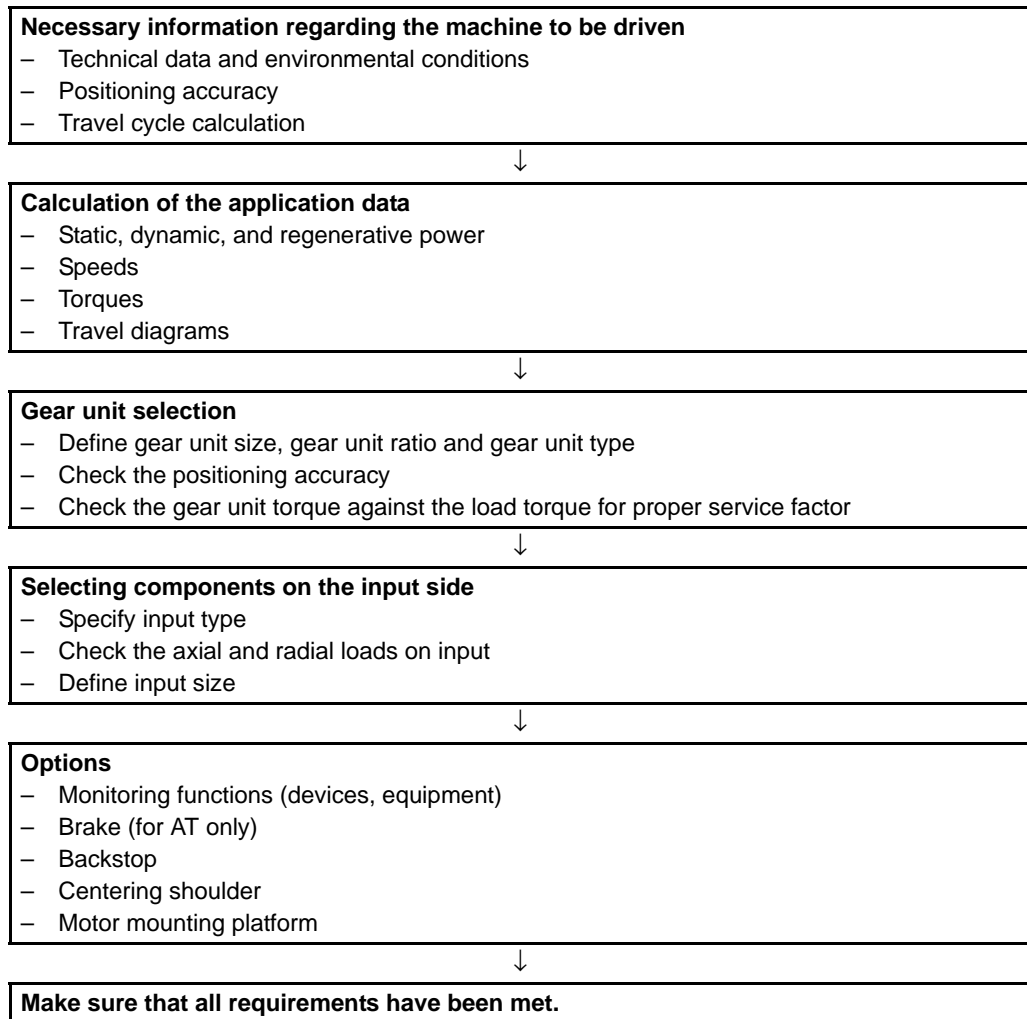 Necessary information regarding the machine to be driven
– Technical data and environmental conditions
– Positioning accuracy
– Travel cycle calculation
↓
Calculation of the application data
– Static, dynamic, and regenerative power
– Speeds
– Torques
– Travel diagrams
↓
Gear unit selection
– Define gear unit size, gear unit ratio and gear unit type
– Check the positioning accuracy
– Check the gear unit torque against the load torque for proper service factor
↓
Selecting components on the input side
– Specify input type
– Check the axial and radial loads on input
– Define input size
↓
Options
– Monitoring functions (devices, equipment)
– Brake (for AT only)
– Backstop
– Centering shoulder
– Motor mounting platform
↓
Make sure that all requirements have been met.